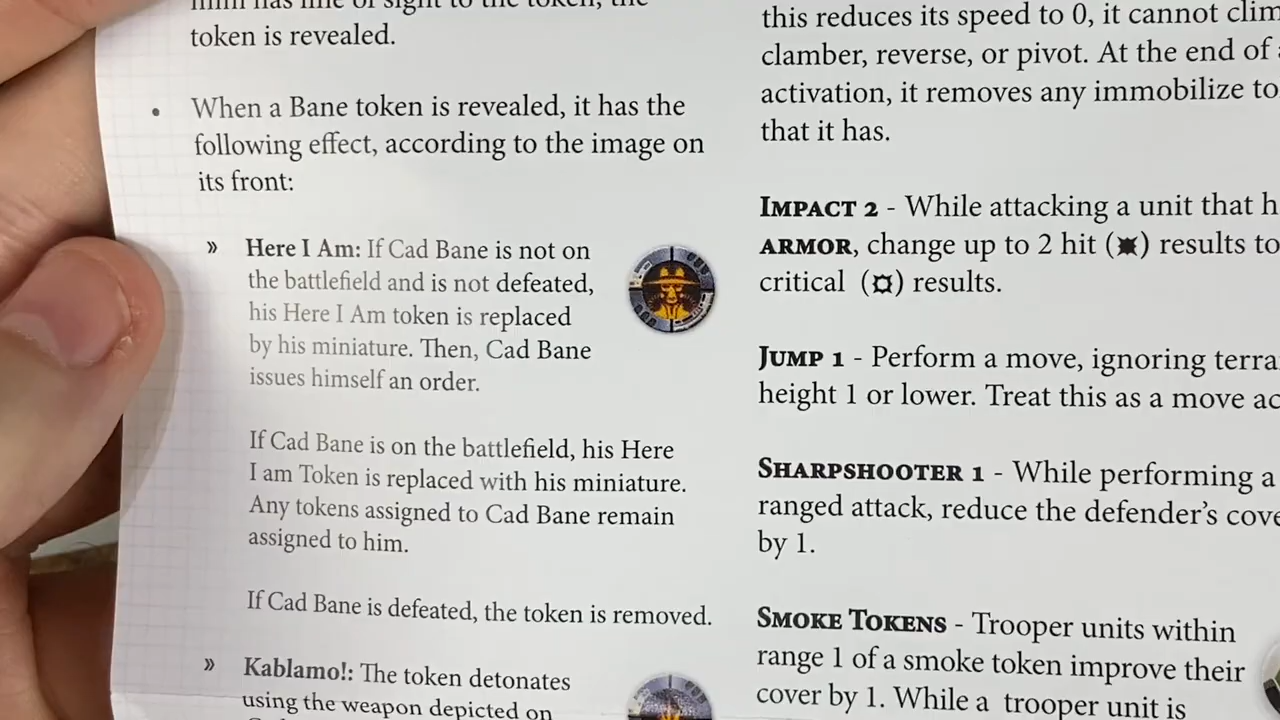 has line of sight to the token, the
token is revealed.
• When a Bane token is revealed, it has the
following effect, according to the image on
its front:
» Here I Am: If Cad Bane is not on
the battlefield and is not defeated,
his Here I Am token is replaced
by his miniature. Then, Cad Bane
issues himself an order.
If Cad Bane is on the battlefield, his Here
I am Token is replaced with his miniature.
Any tokens assigned to Cad Bane remain
assigned to him.
If Cad Bane is defeated, the token is removed.
» Kablamo!: The token detonates
using the weapon depicted on
this reduces its speed to 0, it cannot clim
clamber, reverse, or pivot. At the end of
activation, it removes any immobilize to
that it has.
IMPACT 2 - While attacking a unit that h
ARMOR, change up to 2 hit () results to
critical () results.
JUMP 1 - Perform a move, ignoring terra
height 1 or lower. Treat this as a move ac
SHARPSHOOTER 1 - While performing a
ranged attack, reduce the defender's cove
by 1.
SMOKE TOKENS - Trooper units within
range 1 of a smoke token improve their
cover by 1. While a trooper unit is